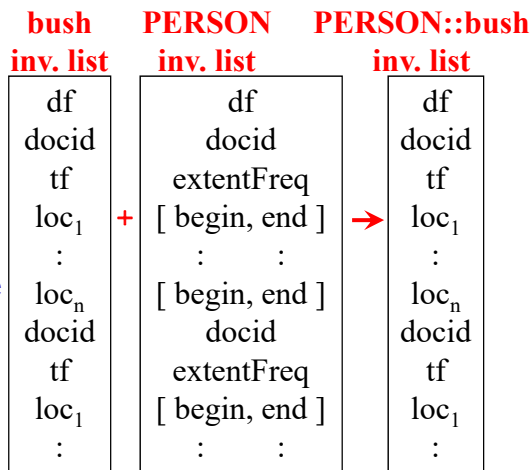 bush PERSON PERSON::bush
inv. list inv. list inv. list
df df df
docid docid docid
tf extentFreq tf
loc1 + [ begin, end ] → loc1
: : : :
locn [ begin, end ] locn
docid docid docid
tf extentFreq tf
loc1 [ begin, end ] loc1
: : : :